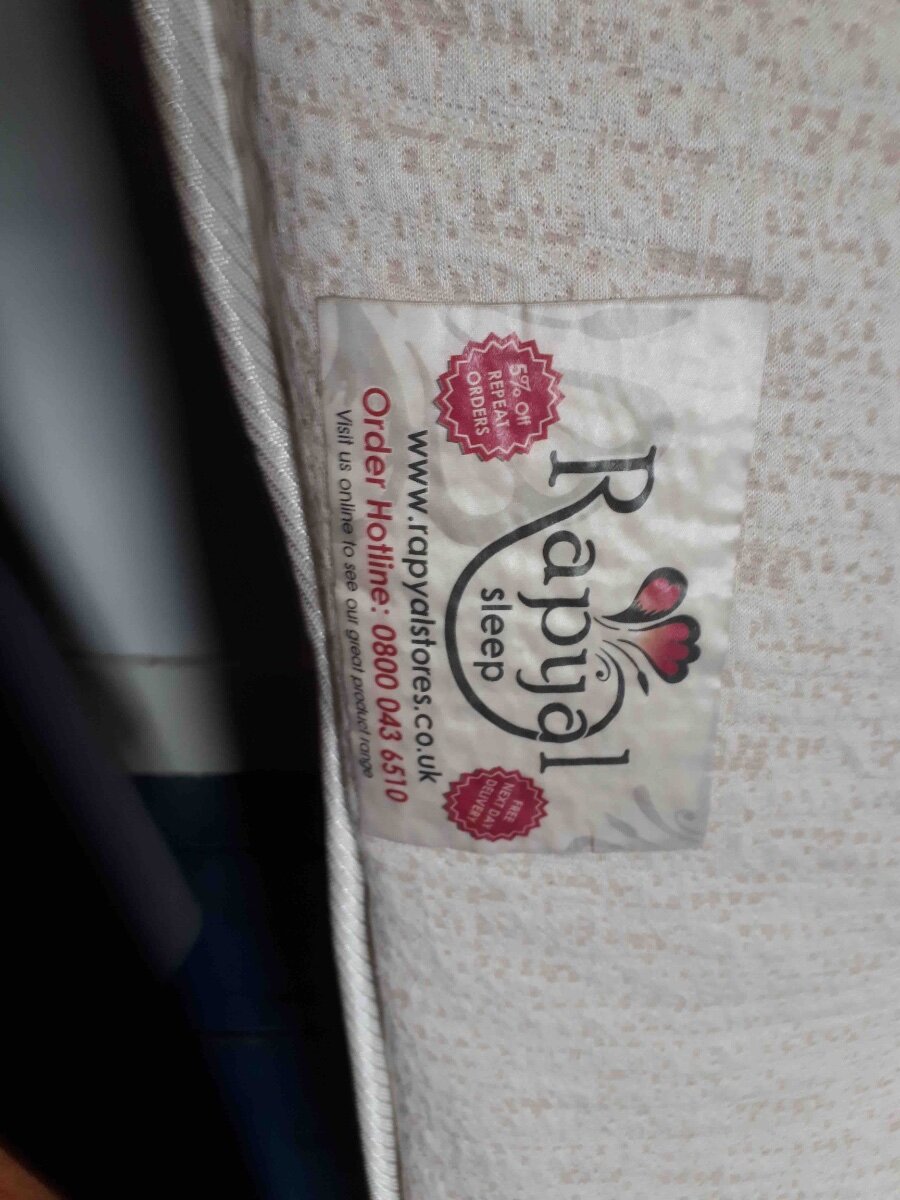 Rapyal
sleep
5% Off
REPEAT
ORDERS
FREE
NEXT DAY
DELIVERY
www.rapyalstores.co.uk
Order Hotline: 0800 043 6510
Visit us online to see our great product range